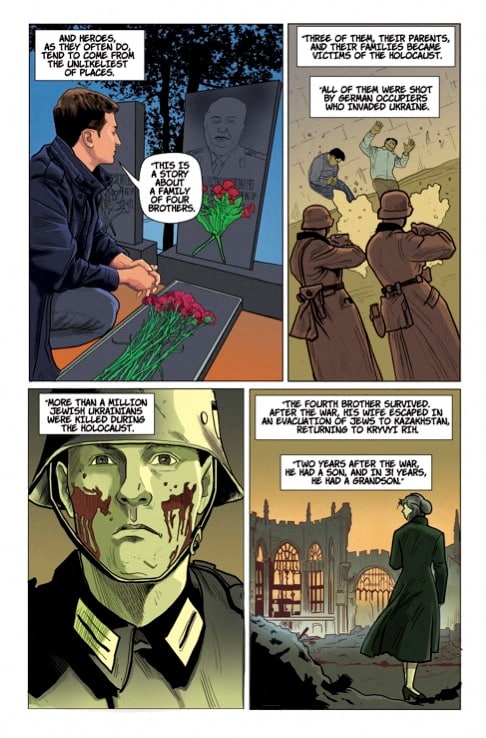 AND HEROES,
AS THEY OFTEN DO,
TEND TO COME FROM
THE UNLIKELIEST
OF PLACES.
"THIS IS
A STORY
ABOUT
A FAMILY
OF FOUR
BROTHERS.
"THREE OF THEM, THEIR PARENTS,
AND THEIR FAMILIES BECAME
VICTIMS OF THE HOLOCAUST.
"ALL OF THEM WERE SHOT
BY GERMAN OCCUPIERS
WHO INVADED UKRAINE.
"MORE THAN A MILLION
JEWISH UKRAINIANS
WERE KILLED DURING
THE HOLOCAUST.
"THE FOURTH BROTHER SURVIVED.
AFTER THE WAR, HIS WIFE ESCAPED IN
AN EVACUATION OF JEWS TO KAZAKHSTAN,
RETURNING TO KRYVYI RIH.
"TWO YEARS AFTER THE WAR,
HE HAD A SON, AND IN 31 YEARS,
HE HAD A GRANDSON."